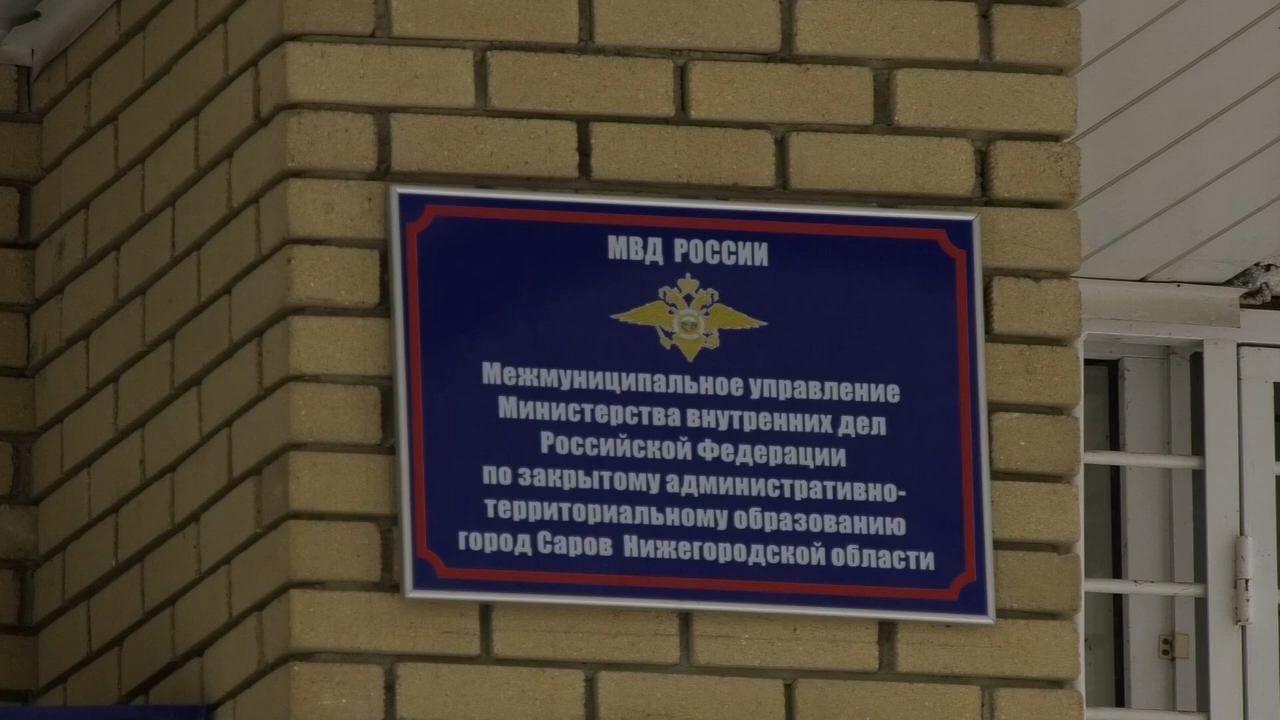 МВД РОССИИ
Межмуниципальное управление
Министерства внутренних дел
Российской Федерации
по закрытому административно-
территориальному образованию
город Саров Нижегородской области